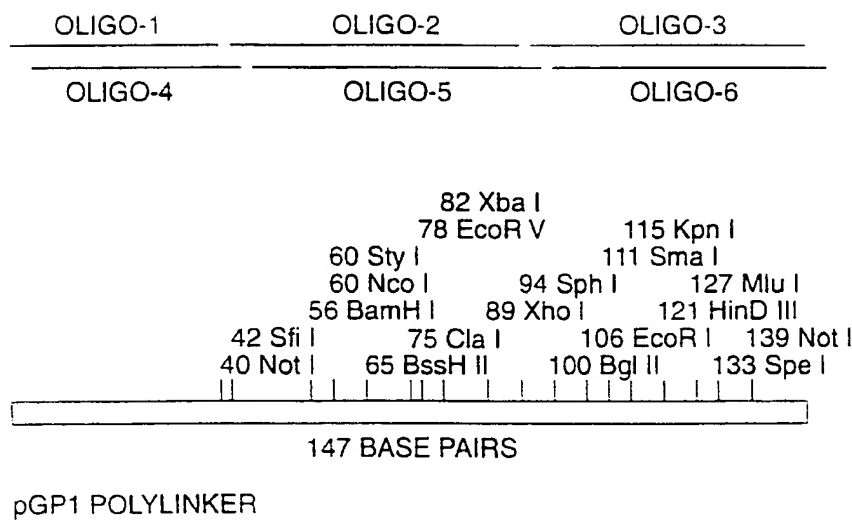 OLIGO-1 OLIGO-2 OLIGO-3
OLIGO-4 OLIGO-5 OLIGO-6
82 Xba I
78 EcoR V 115 Kpn I
60 Sty I 111 Sma I
60 Nco I 94 Sph I 127 Mlu I
56 BamH I 89 Xho I 121 HinD III
42 Sfi I 75 Cla I 106 EcoR I 139 Not I
40 Not I 65 BssH II 100 Bgl II 133 Spe I
147 BASE PAIRS
pGP1 POLYLINKER